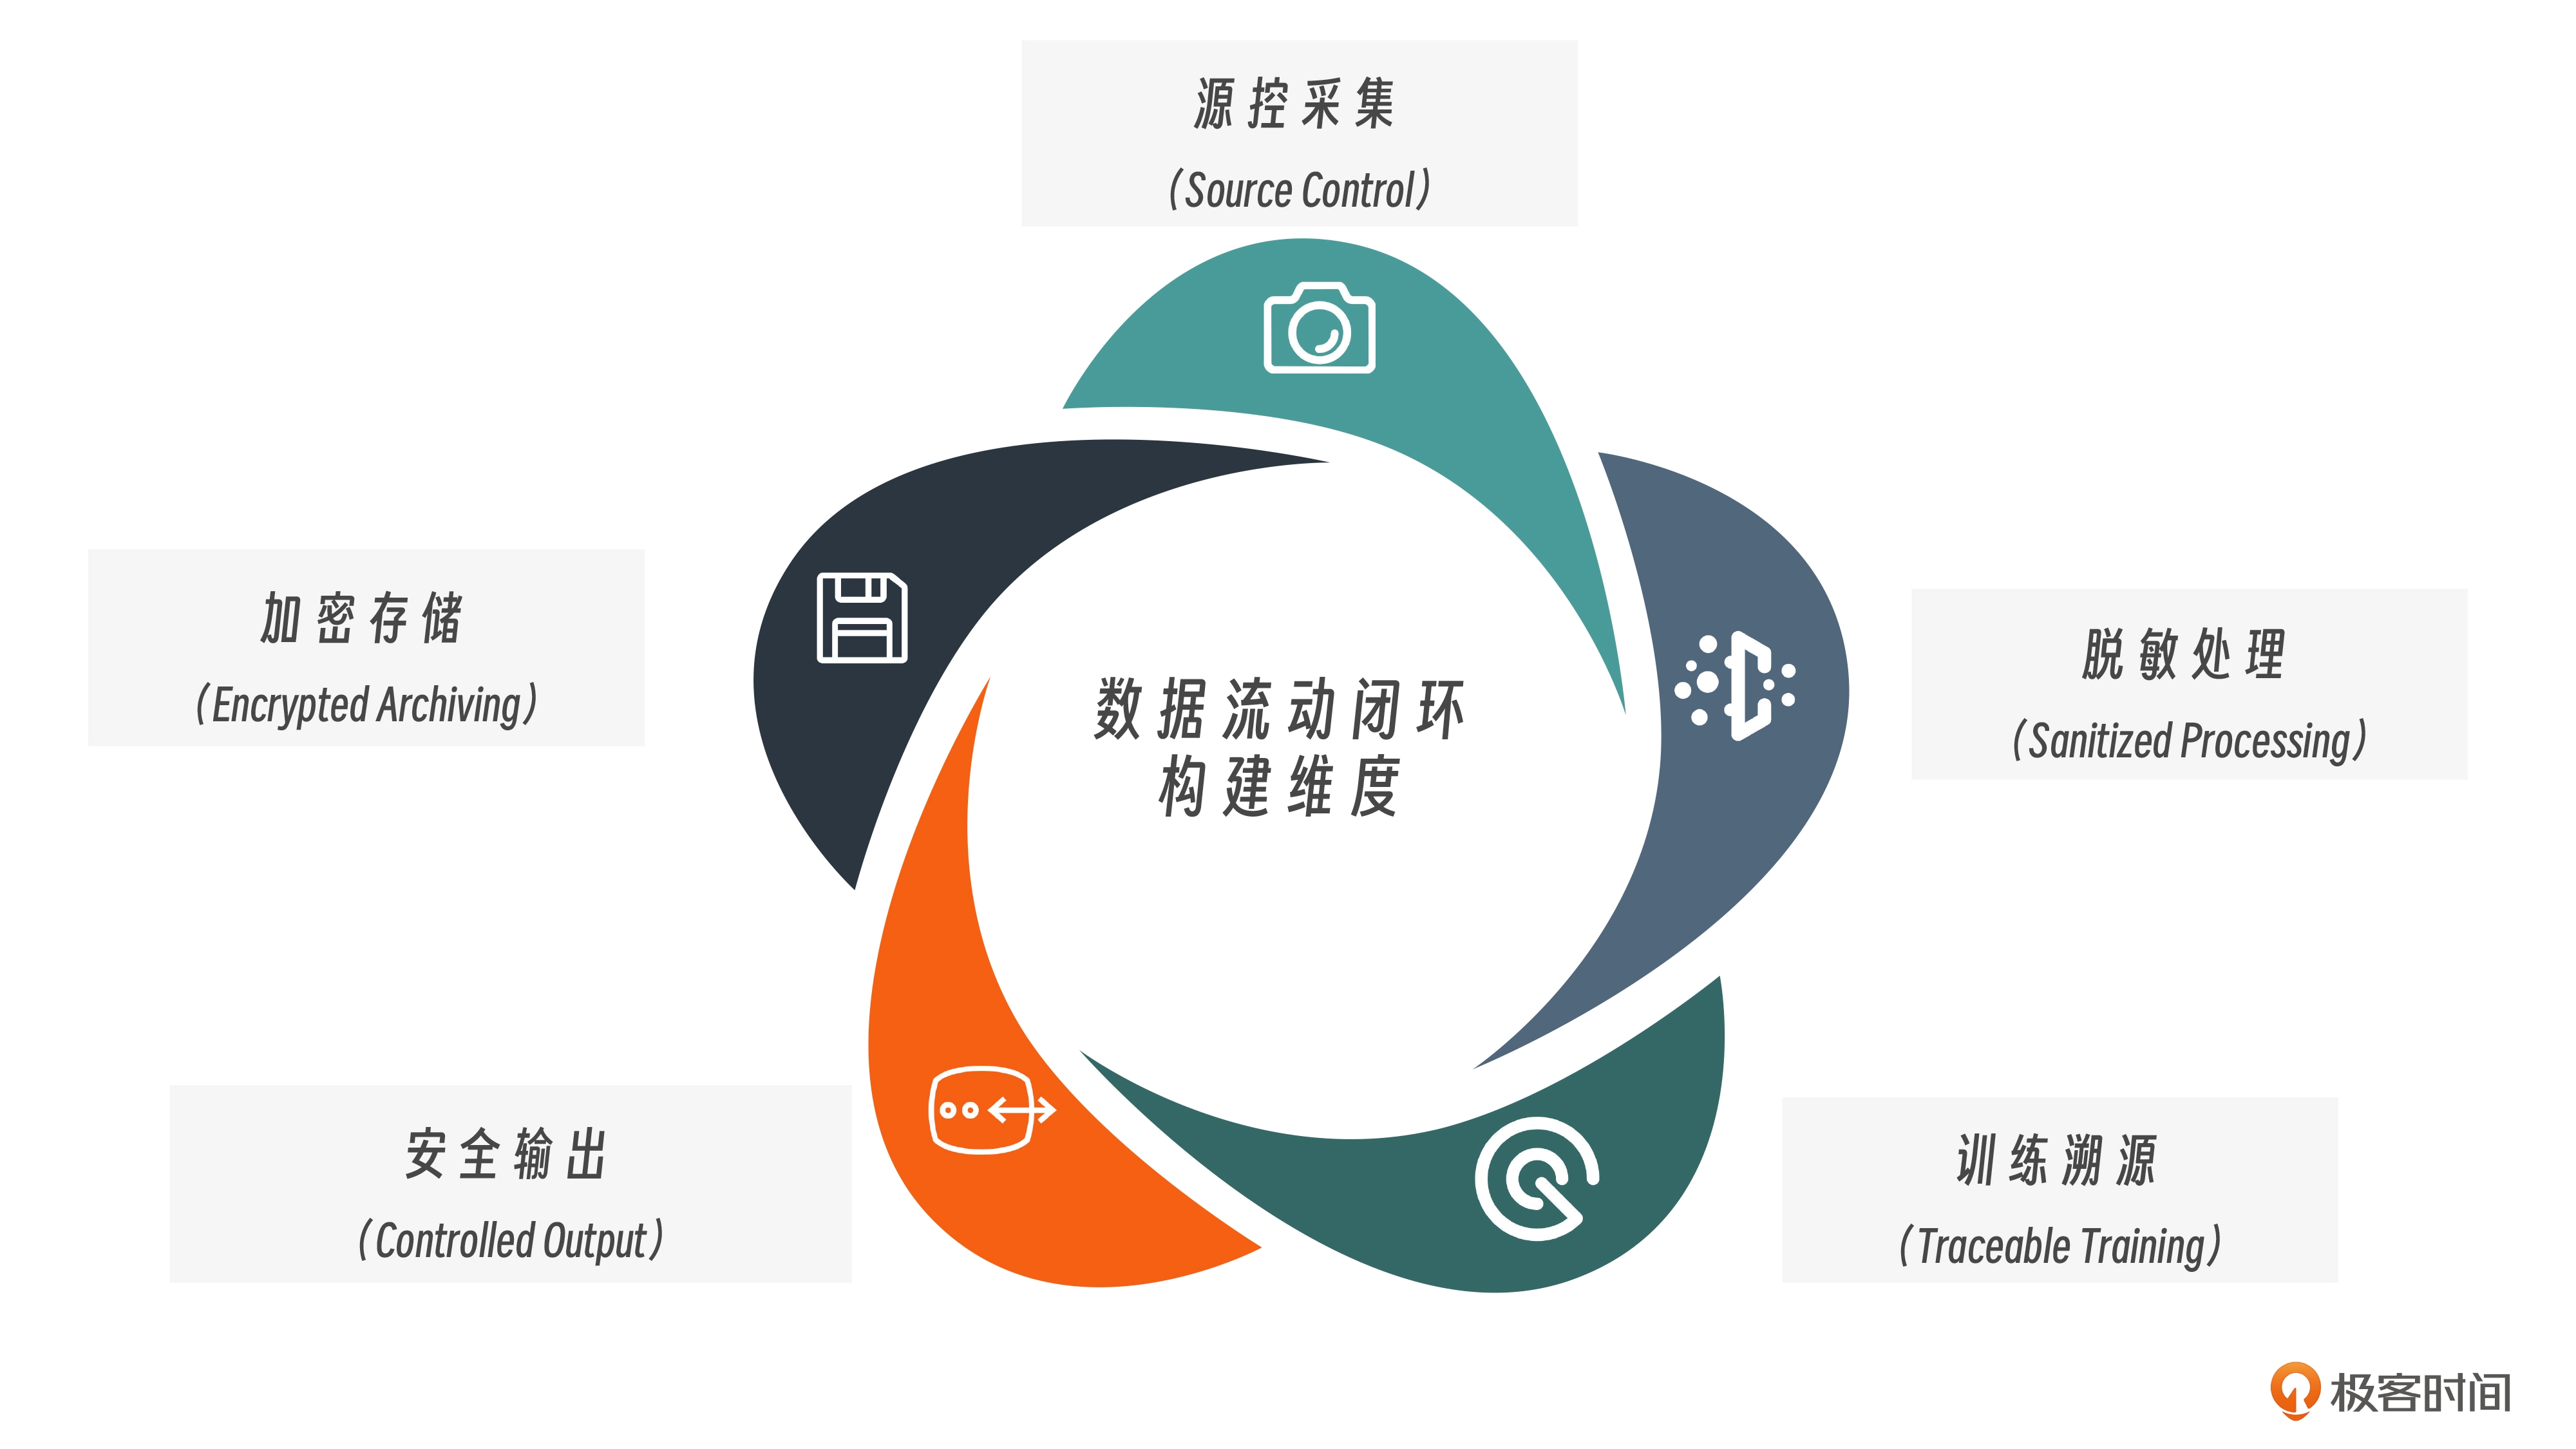 源控采集
（Source Control）
加密存储
（Encrypted Archiving）
脱敏处理
（Sanitized Processing）
数据流动闭环
构建维度
安全输出
（Controlled Output）
训练溯源
（Traceable Training）
极客时间